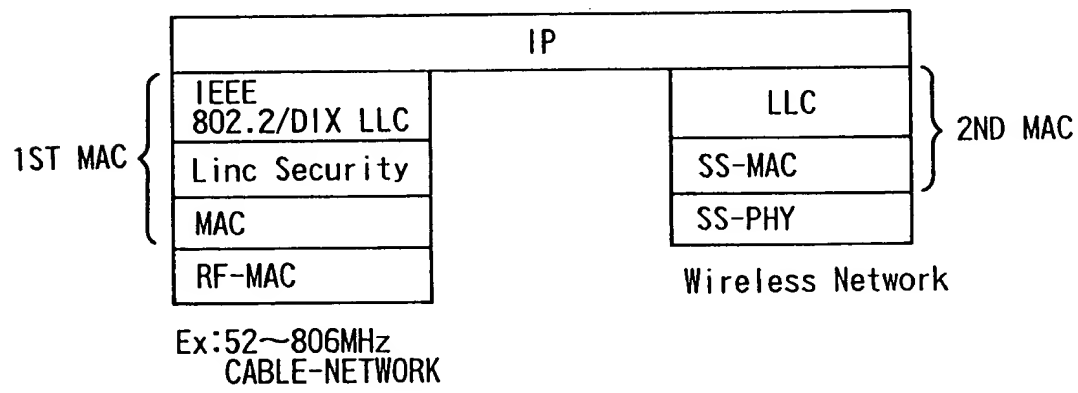 IP
IEEE
802.2/DIX LLC
Linc Security
MAC
RF-MAC
1ST MAC
Ex:52~806MHz
CABLE-NETWORK
LLC
SS-MAC
SS-PHY
2ND MAC
Wireless Network